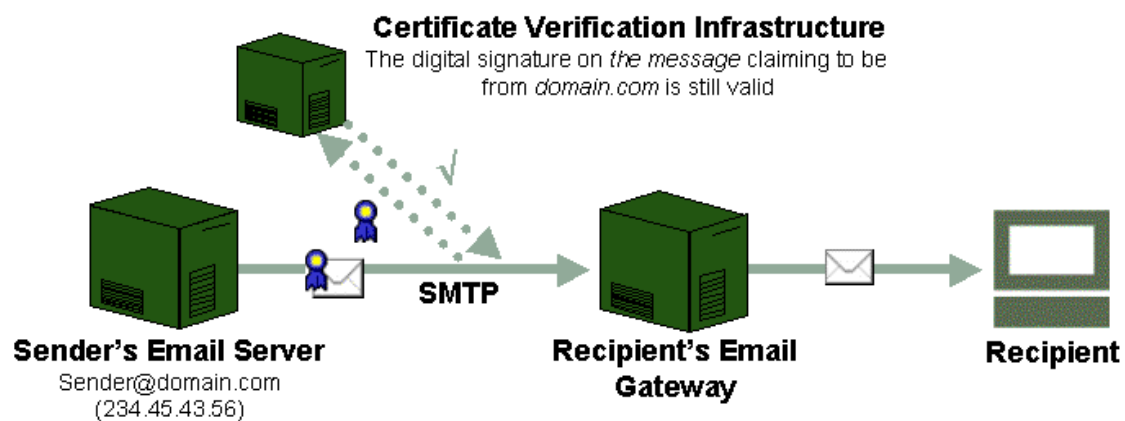 Certificate Verification Infrastructure
The digital signature on the message claiming to be
from domain.com is still valid
√
SMTP
Sender's Email Server
Sender@domain.com
(234.45.43.56)
Recipient's Email
Gateway
Recipient